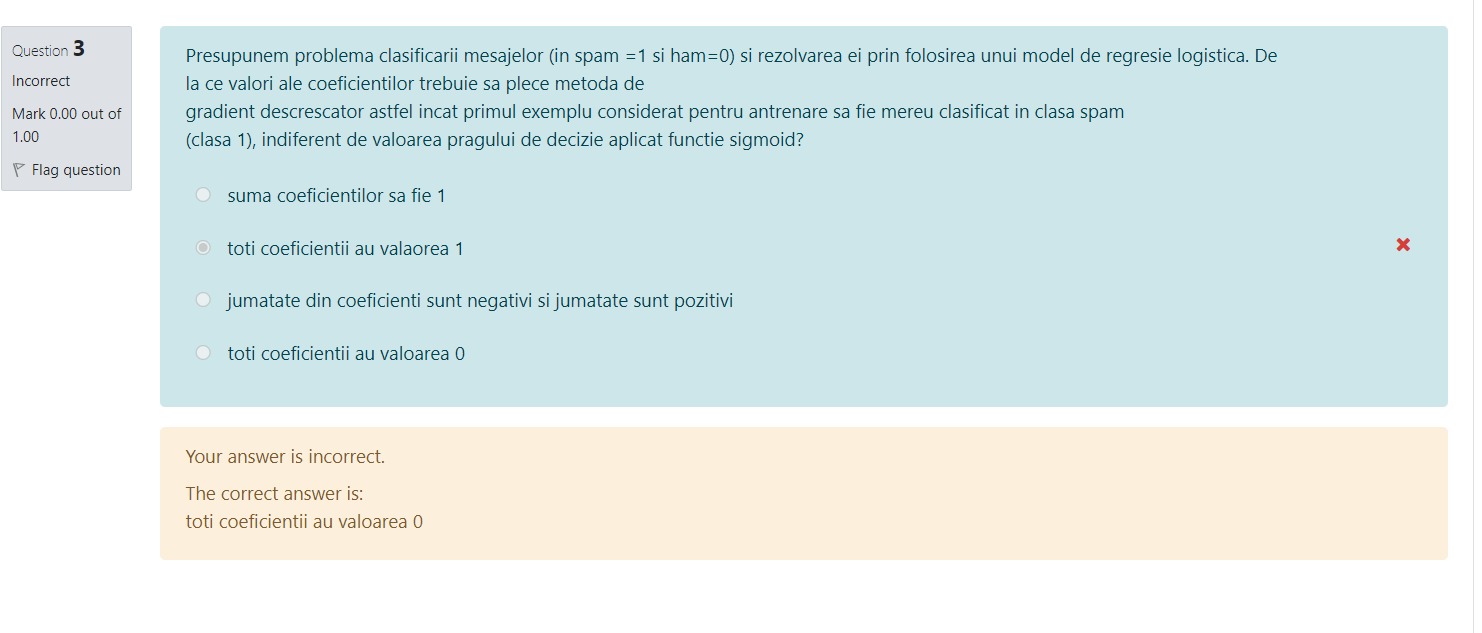 Question 3
Incorrect
Mark 0.00 out of
1.00
Flag question
Presupunem problema clasificarii mesajelor (in spam =1 si ham=0) si rezolvarea ei prin folosirea unui model de regresie logistica. De
la ce valori ale coeficientilor trebuie sa plece metoda de
gradient descrescator astfel incat primul exemplu considerat pentru antrenare sa fie mereu clasificat in clasa spam
(clasa 1), indiferent de valoarea pragului de decizie aplicat functie sigmoid?
suma coeficientilor sa fie 1
toti coeficientii au valaorea 1
jumatate din coeficienti sunt negativi si jumatate sunt pozitivi
toti coeficientii au valoarea 0
Your answer is incorrect.
The correct answer is:
toti coeficientii au valoarea 0